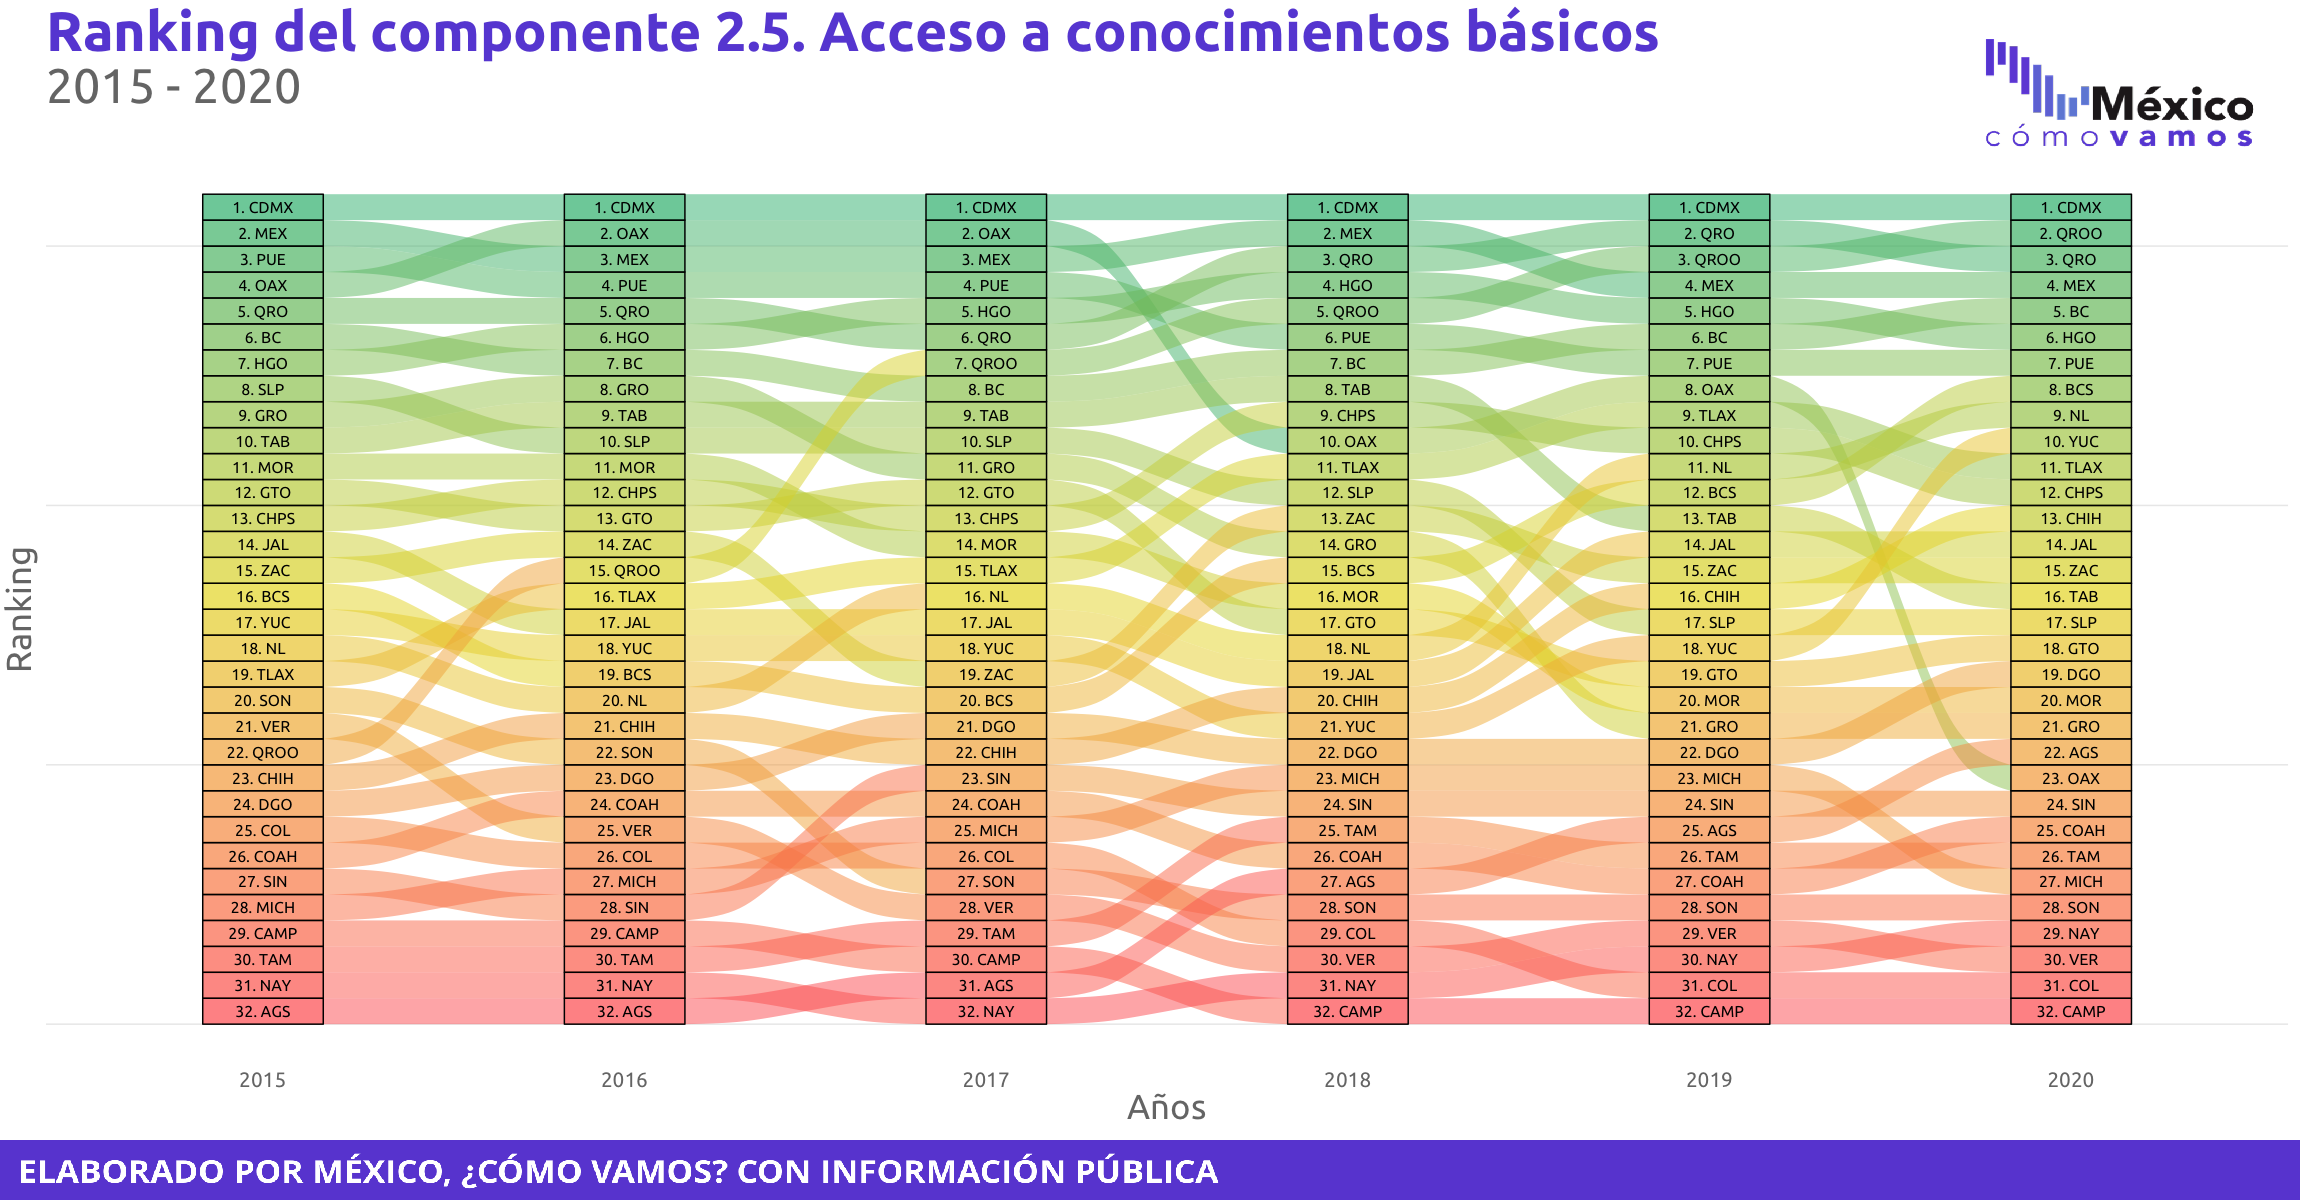 Ranking del componente 2.5. Acceso a conocimientos básicos
2015 - 2020
México
cómovamos
Ranking
1. CDMX 1. CDMX 1. CDMX 1. CDMX 1. CDMX 1. CDMX
2. MEX 2. OAX 2. OAX 2. MEX 2. QRO 2. QROO
3. PUE 3. MEX 3. MEX 3. QRO 3. QROO 3. QRO
4. OAX 4. PUE 4. PUE 4. HGO 4. MEX 4. MEX
5. QRO 5. QRO 5. HGO 5. QROO 5. HGO 5. BC
6. BC 6. HGO 6. QRO 6. PUE 6. BC 6. HGO
7. HGO 7. BC 7. QROO 7. BC 7. PUE 7. PUE
8. SLP 8. GRO 8. BC 8. TAB 8. OAX 8. BCS
9. GRO 9. TAB 9. TAB 9. CHPS 9. TLAX 9. NL
10. TAB 10. SLP 10. SLP 10. OAX 10. CHPS 10. YUC
11. MOR 11. MOR 11. GRO 11. TLAX 11. NL 11. TLAX
12. GTO 12. CHPS 12. GTO 12. SLP 12. BCS 12. CHPS
13. CHPS 13. GTO 13. CHPS 13. ZAC 13. TAB 13. CHIH
14. JAL 14. ZAC 14. MOR 14. GRO 14. JAL 14. JAL
15. ZAC 15. QROO 15. TLAX 15. BCS 15. ZAC 15. ZAC
16. BCS 16. TLAX 16. NL 16. MOR 16. CHIH 16. TAB
17. YUC 17. JAL 17. JAL 17. GTO 17. SLP 17. SLP
18. NL 18. YUC 18. YUC 18. NL 18. YUC 18. GTO
19. TLAX 19. BCS 19. ZAC 19. JAL 19. GTO 19. DGO
20. SON 20. NL 20. BCS 20. CHIH 20. MOR 20. MOR
21. VER 21. CHIH 21. DGO 21. YUC 21. GRO 21. GRO
22. QROO 22. SON 22. CHIH 22. DGO 22. DGO 22. AGS
23. CHIH 23. DGO 23. SIN 23. MICH 23. MICH 23. OAX
24. DGO 24. COAH 24. COAH 24. SIN 24. SIN 24. SIN
25. COL 25. VER 25. MICH 25. TAM 25. AGS 25. COAH
26. COAH 26. COL 26. COL 26. COAH 26. TAM 26. TAM
27. SIN 27. MICH 27. SON 27. AGS 27. COAH 27. MICH
28. MICH 28. SIN 28. VER 28. SON 28. SON 28. SON
29. CAMP 29. CAMP 29. TAM 29. COL 29. VER 29. NAY
30. TAM 30. TAM 30. CAMP 30. VER 30. NAY 30. VER
31. NAY 31. NAY 31. AGS 31. NAY 31. COL 31. COL
32. AGS 32. AGS 32. NAY 32. CAMP 32. CAMP 32. CAMP
2015 2016 2017 2018 2019 2020
Años
ELABORADO POR MÉXICO, ¿CÓMO VAMOS? CON INFORMACIÓN PÚBLICA